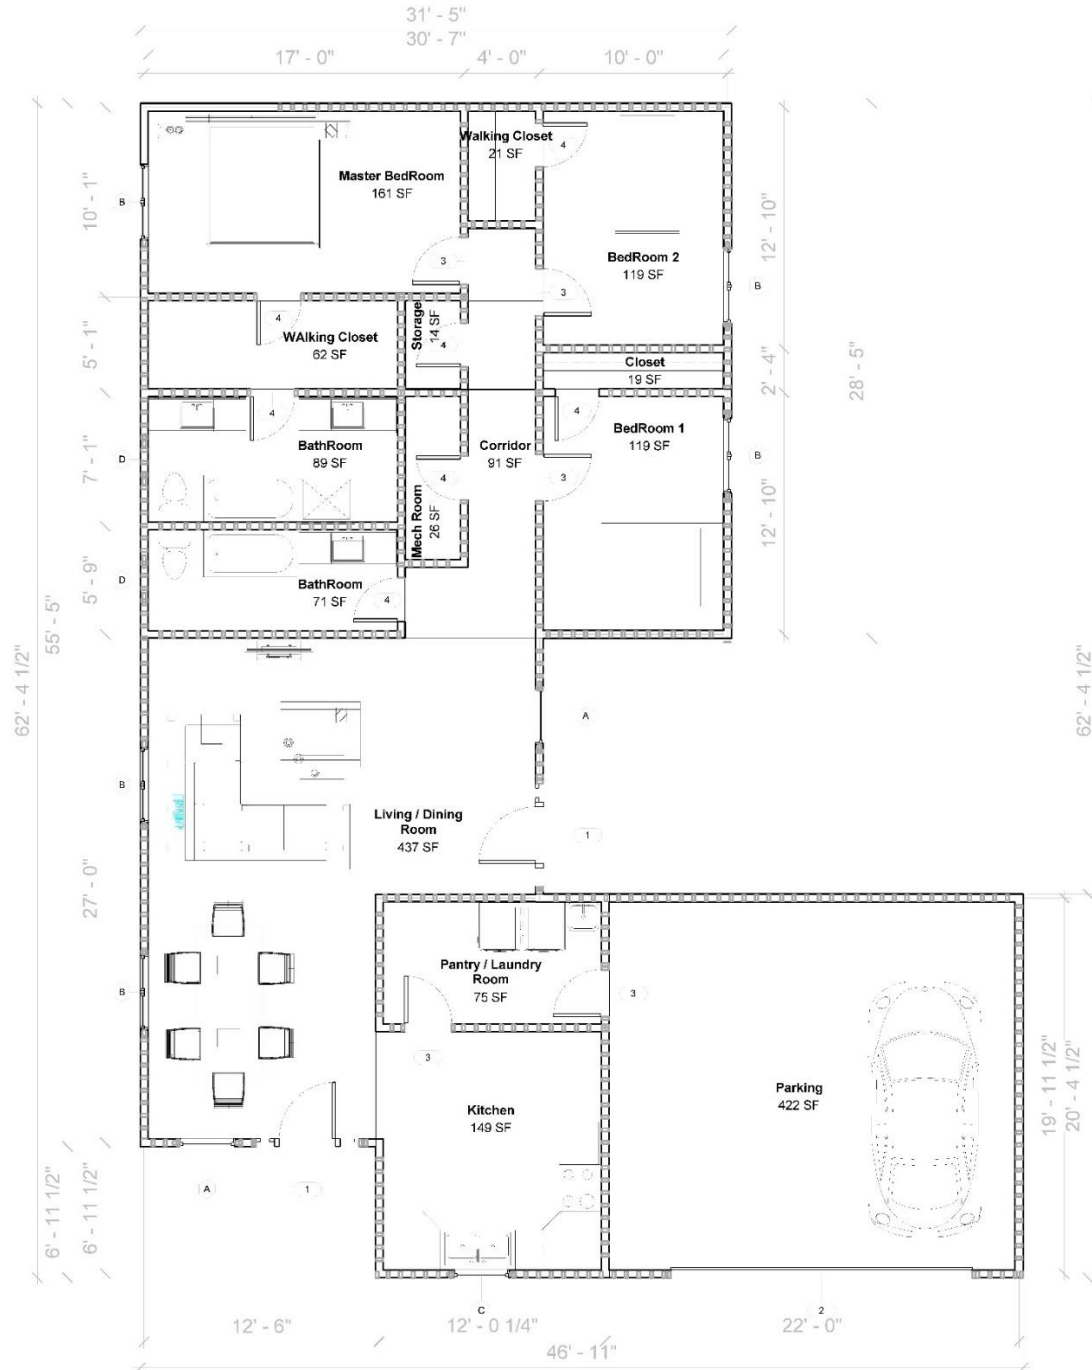 31' - 5"
30' - 7"
17' - 0"
4' - 0"
10' - 0"
Walking Closet
21 SF
4
Master BedRoom
161 SF
10' - 1"
B
12' - 10"
BedRoom 2
119 SF
3
B
3
4
WAlking Closet
62 SF
Storage
14 SF
4
5' - 1"
Closet
19 SF
2' - 4"
28' - 5"
4
4
BedRoom 1
119 SF
BathRoom
89 SF
Corridor
91 SF
D
7' - 1"
B
4
3
Mech Room
26 SF
12' - 10"
BathRoom
71 SF
4
D
5' - 9"
55' - 5"
62' - 4 1/2"
62' - 4 1/2"
A
B
Living / Dining
Room
437 SF
1
27' - 0"
Pantry / Laundry
Room
75 SF
B
3
3
Parking
422 SF
Kitchen
149 SF
19' - 11 1/2"
20' - 4 1/2"
A
1
6' - 11 1/2"
6' - 11 1/2"
C
2
12' - 6"
12' - 0 1/4"
22' - 0"
46' - 11"